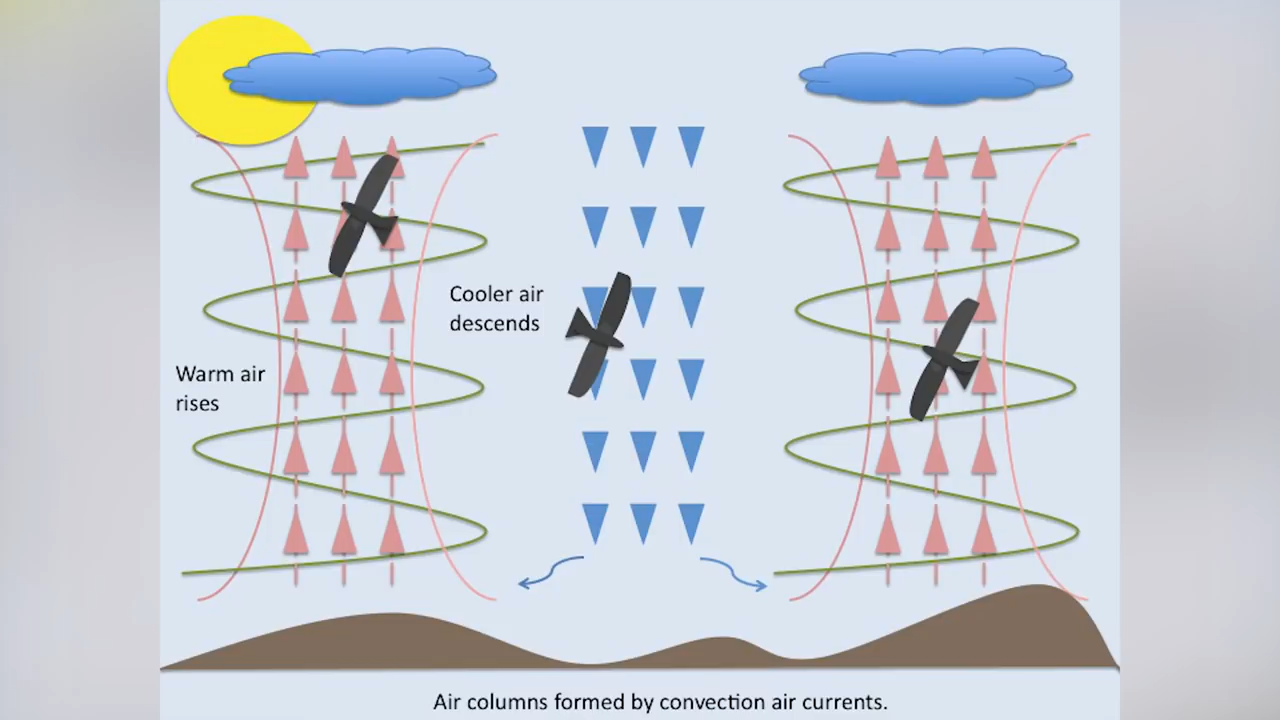 Cooler air
descends
Warm air
rises
Air columns formed by convection air currents.